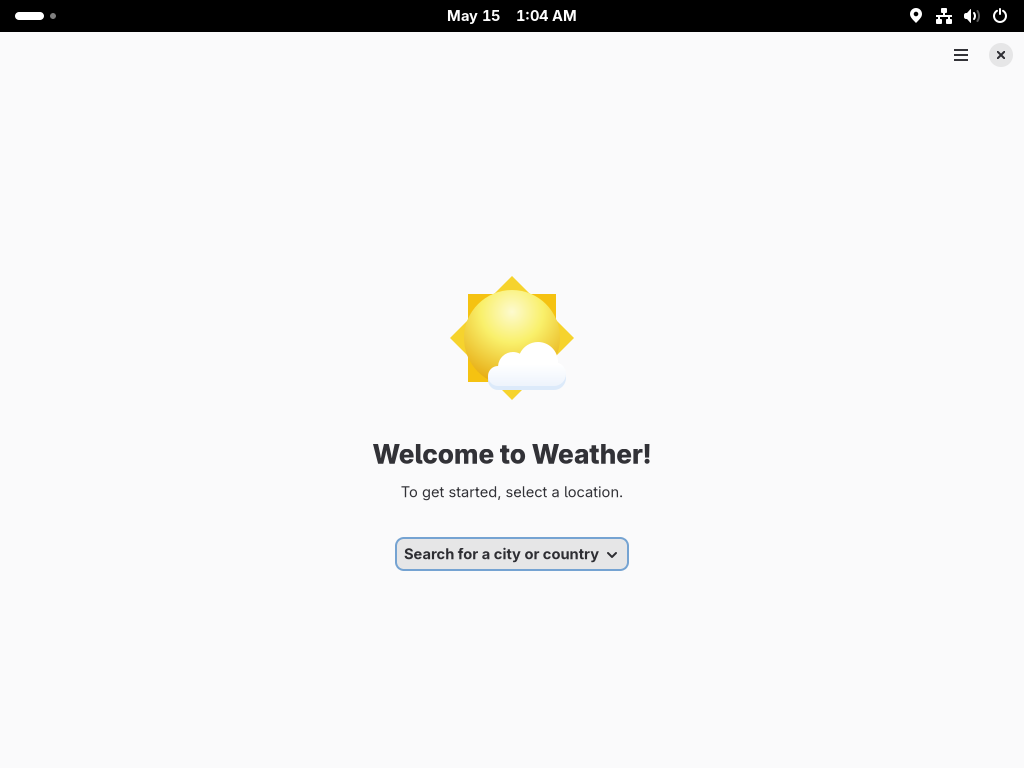 May 15 1:04 AM
Welcome to Weather!
To get started, select a location.
Search for a city or country